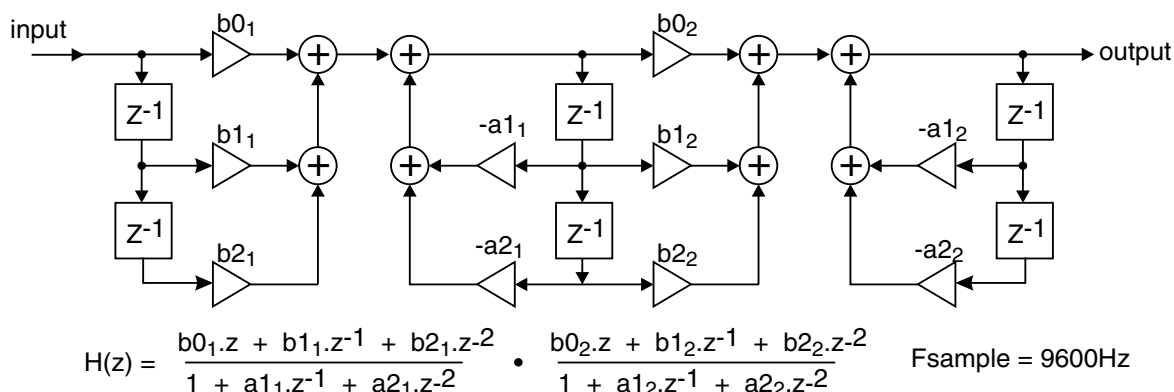 input
b0₁
b0₂
output
+
+
+
+
Z⁻¹
Z⁻¹
Z⁻¹
b1₁
-a1₁
b1₂
-a1₂
+
+
+
+
Z⁻¹
Z⁻¹
Z⁻¹
b2₁
-a2₁
b2₂
-a2₂
H(z) = b0₁.z + b1₁.z⁻¹ + b2₁.z⁻² • b0₂.z + b1₂.z⁻¹ + b2₂.z⁻² Fsample = 9600Hz
1 + a1₁.z⁻¹ + a2₁.z⁻² 1 + a1₂.z⁻¹ + a2₂.z⁻²